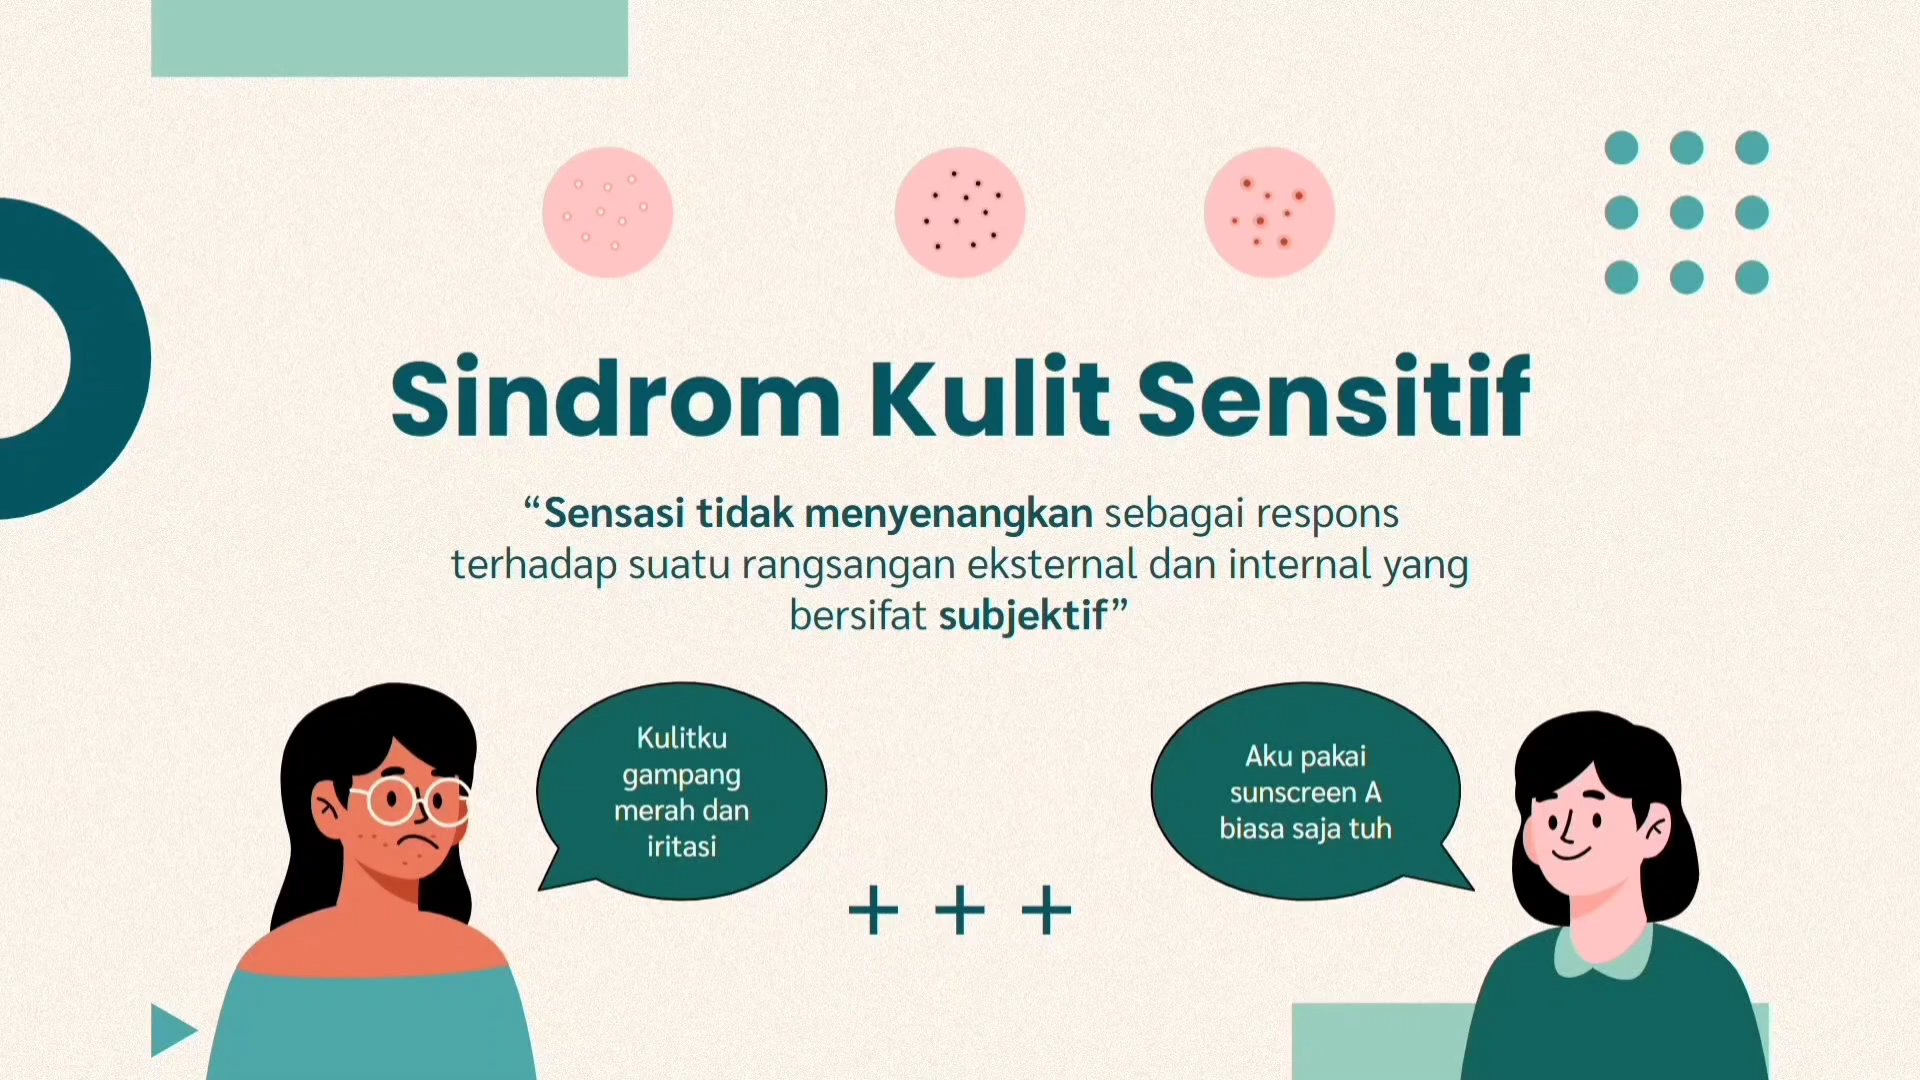 Sindrom Kulit Sensitif
“Sensasi tidak menyenangkan sebagai respons
terhadap suatu rangsangan eksternal dan internal yang
bersifat subjektif”
Kulitku
gampang
merah dan
iritasi
Aku pakai
sunscreen A
biasa saja tuh